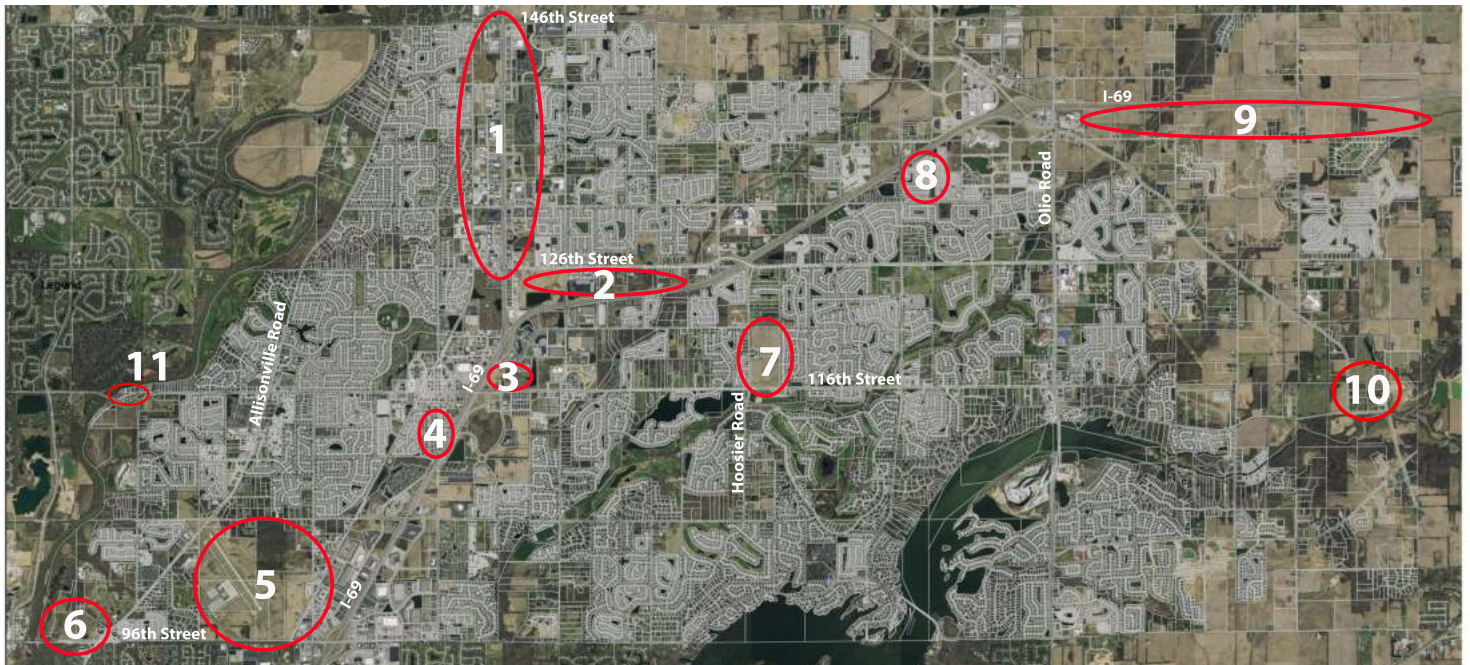 146th Street
I-69
1
9
8
Olio Road
126th Street
2
Allisonville Road
7
11
I-69
3
116th Street
10
4
Hoosier Road
5
I-69
6
96th Street